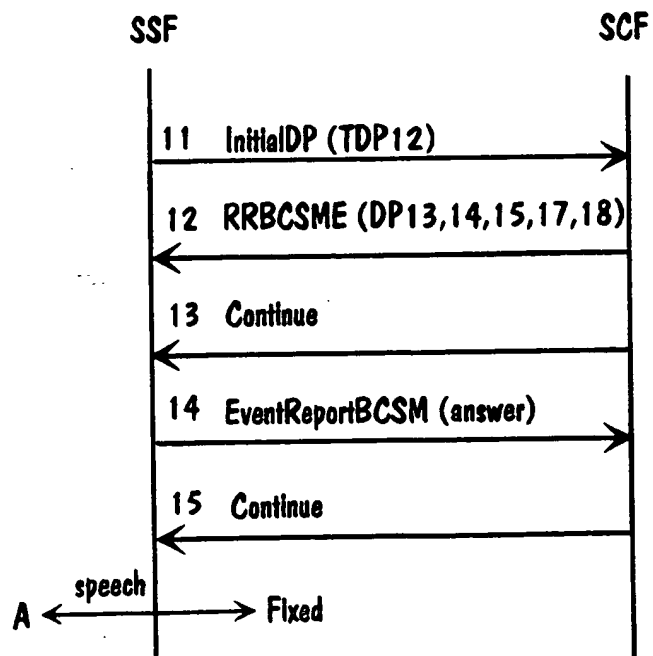 SSF SCF
11 InitialDP (TDP12)
12 RRBCSME (DP13,14,15,17,18)
13 Continue
14 EventReportBCSM (answer)
15 Continue
speech
A Fixed